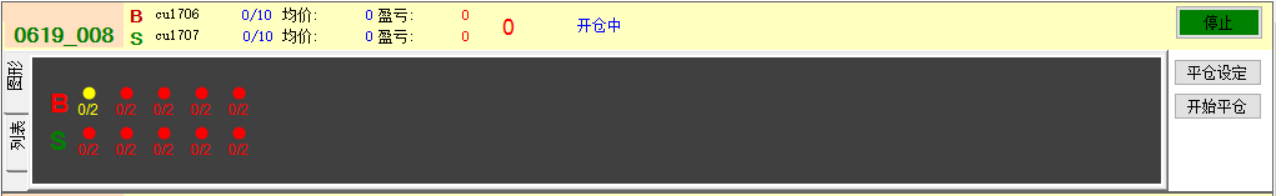 0619_008 B cu1706 0/10 均价: 0 盈亏: 0 0 开仓中 停止
S cu1707 0/10 均价: 0 盈亏: 0
图形
列表
B
0/2 0/2 0/2 0/2 0/2
S
0/2 0/2 0/2 0/2 0/2
平仓设定
开始平仓